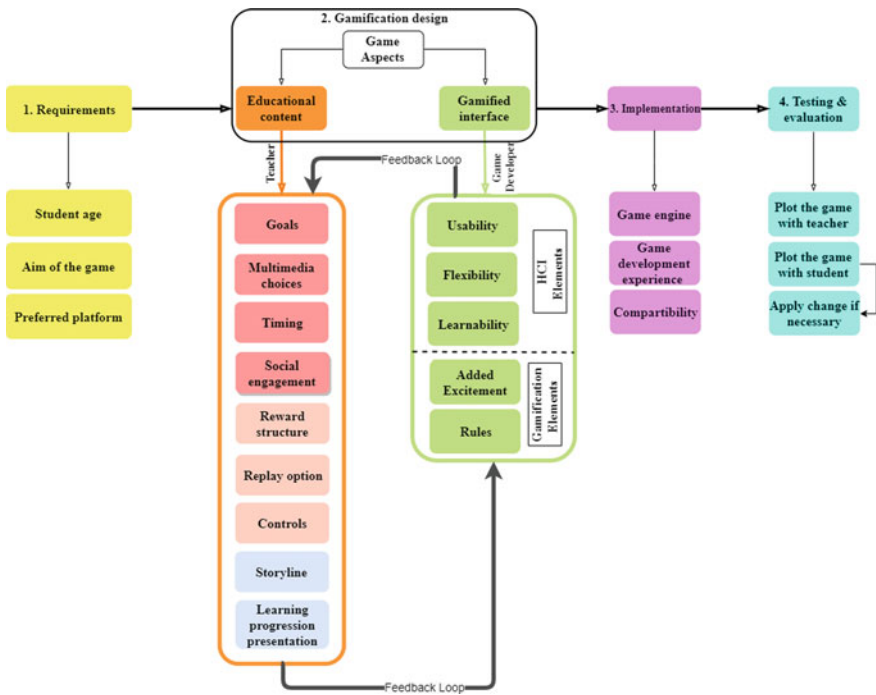 2. Gamification design
Game
Aspects
1. Requirements
Educational
content
Gamified
interface
3. Implementation
4. Testing &
evaluation
Teacher
Feedback Loop
Game
Developer
Student age
Aim of the game
Preferred platform
Goals
Multimedia
choices
Timing
Social
engagement
Reward
structure
Replay option
Controls
Storyline
Learning
progression
presentation
Usability
Flexibility
Learnability
HCI
Elements
Added
Excitement
Rules
Gamification
Elements
Game engine
Game
development
experience
Compartibility
Plot the game
with teacher
Plot the game
with student
Apply change if
necessary
Feedback Loop